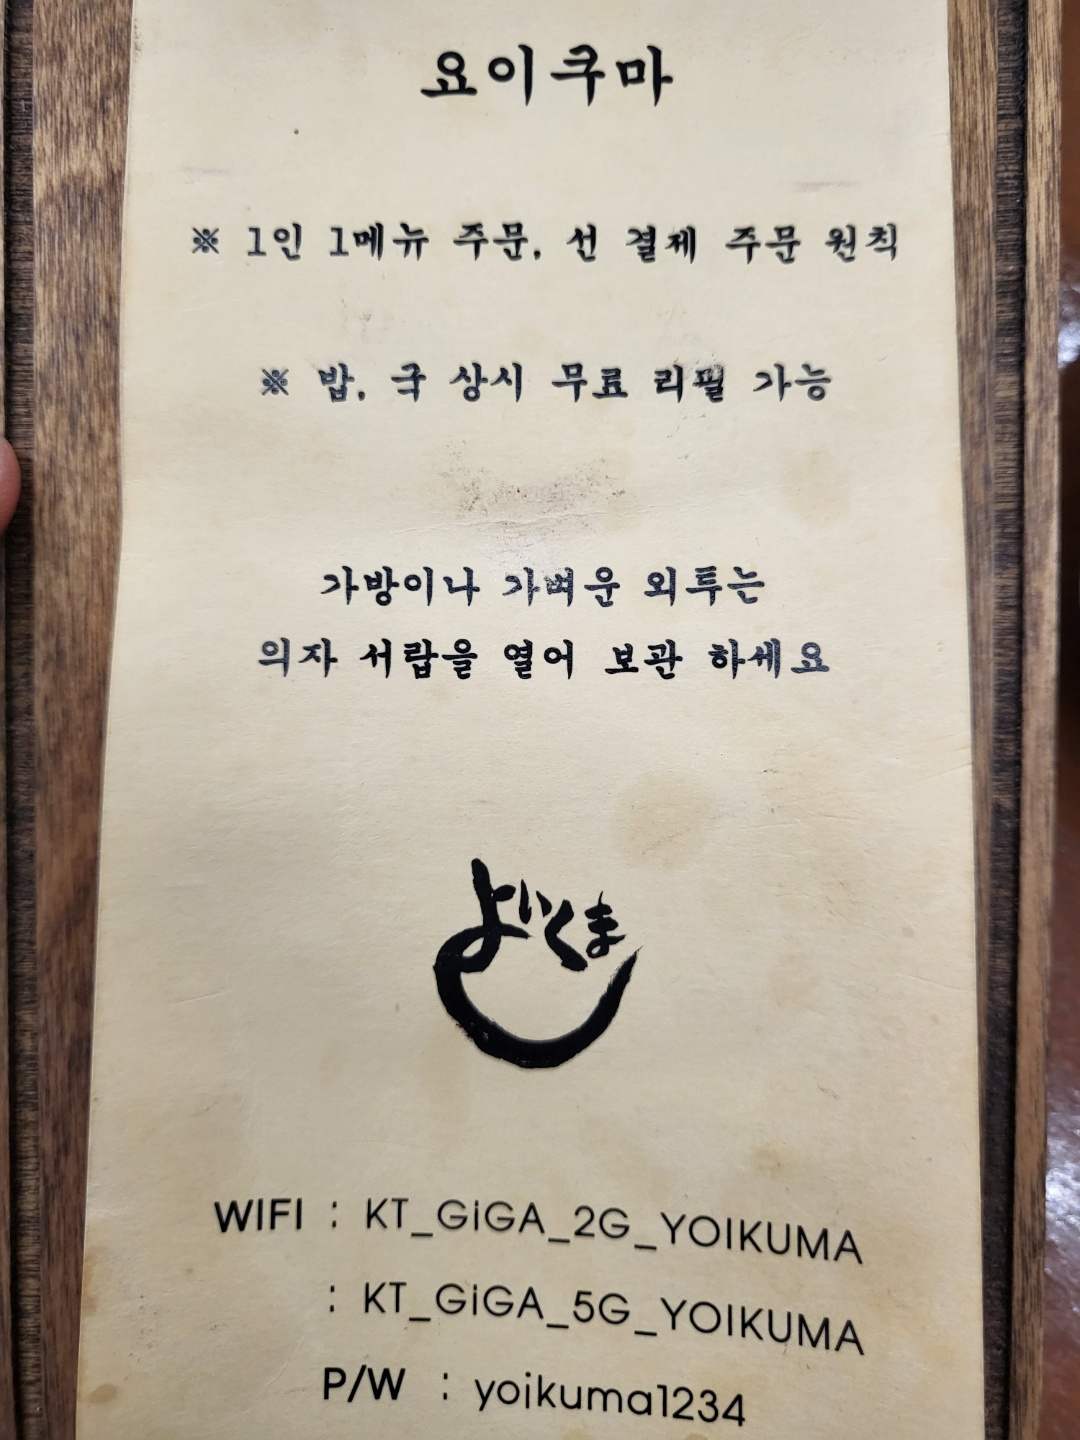 요이쿠마
※ 1인 1메뉴 주문, 선 결제 주문 원칙
※ 밥, 국 상시 무료 리필 가능
가방이나 가벼운 외투는
의자 서랍을 열어 보관 하세요
よいくま
WIFI : KT_GiGA_2G_YOIKUMA
: KT_GiGA_5G_YOIKUMA
P/W : yoikuma1234